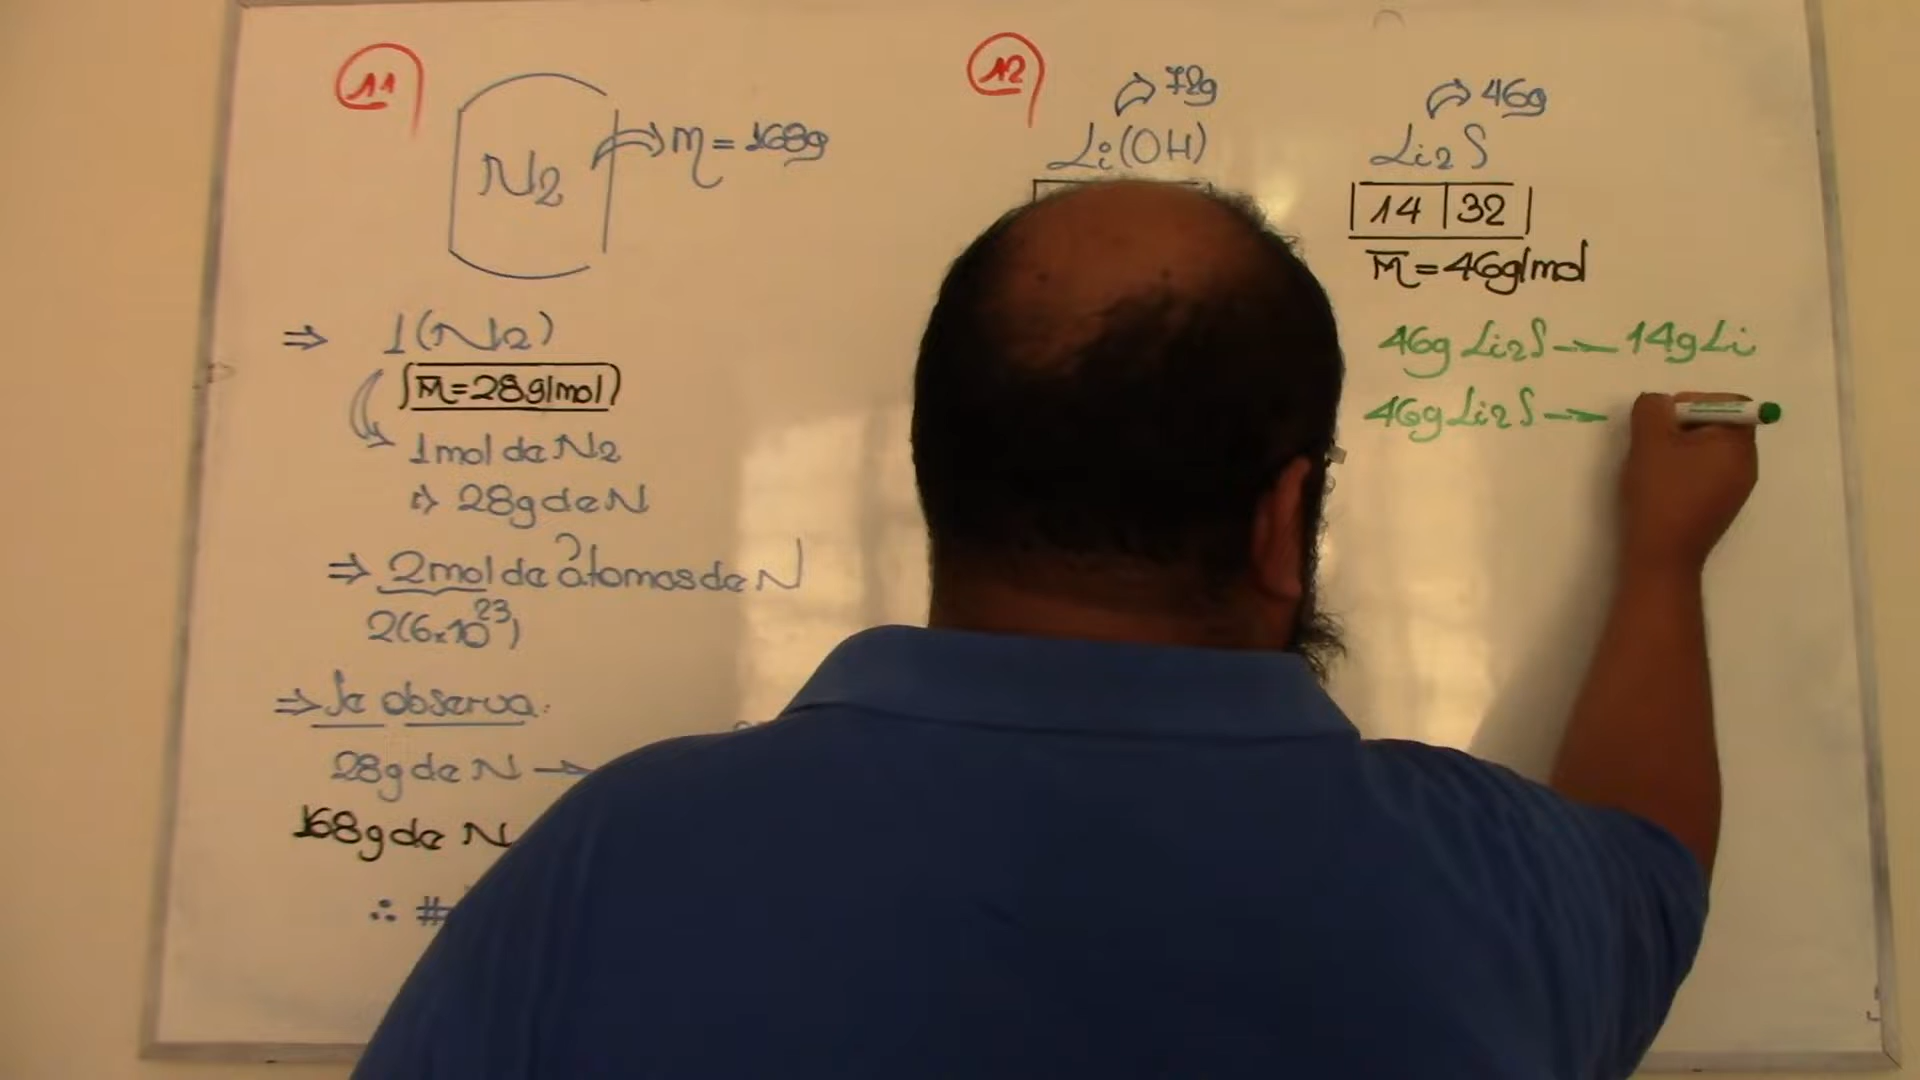 11
N2
m = 168g
⇒ 1(N2)
M = 28g/mol
1mol de N2
⇒ 28g de N
⇒ 2mol de átomos de N
2(6x10^23)
⇒ Se observa:
28g de N →
168g de N
∴ #
12
72g
Li(OH)
46g
Li2S
14 | 32
M = 46g/mol
46g Li2S → 14g Li
46g Li2S →